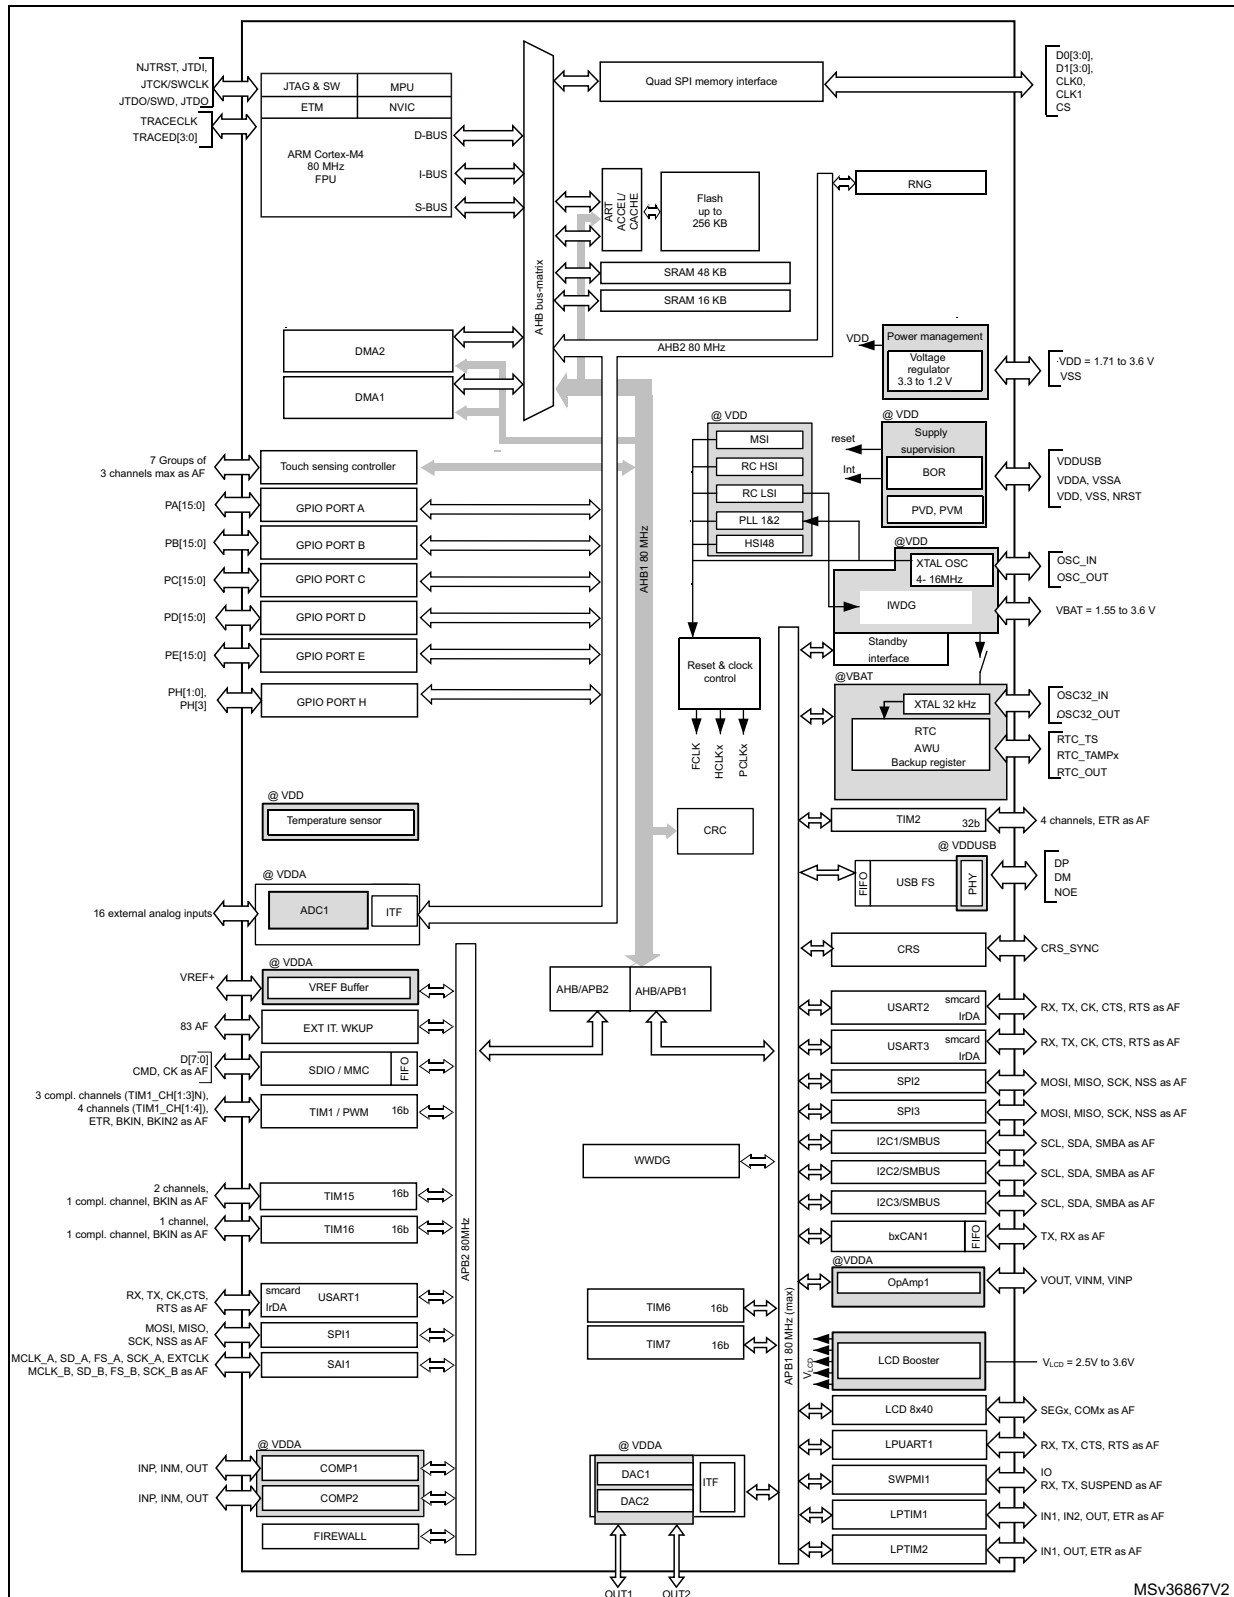 NJTRST, JTDI,
JTCK/SWCLK
JTDO/SWD, JTDO
TRACECLK
TRACED[3:0]
JTAG & SW
MPU
ETM
NVIC
ARM Cortex-M4
80 MHz
FPU
D-BUS
I-BUS
S-BUS
AHB bus-matrix
Quad SPI memory interface
D0[3:0],
D1[3:0],
CLK0,
CLK1
CS
ART
ACCEL/
CACHE
Flash
up to
256 KB
SRAM 48 KB
SRAM 16 KB
RNG
AHB2 80 MHz
DMA2
DMA1
VDD
Power management
Voltage
regulator
3.3 to 1.2 V
VDD = 1.71 to 3.6 V
VSS
@ VDD
MSI
RC HSI
RC LSI
PLL 1&2
HSI48
@ VDD
reset
Int
Supply
supervision
BOR
PVD, PVM
VDDUSB
VDDA, VSSA
VDD, VSS, NRST
7 Groups of
3 channels max as AF
Touch sensing controller
PA[15:0]
GPIO PORT A
PB[15:0]
GPIO PORT B
PC[15:0]
GPIO PORT C
PD[15:0]
GPIO PORT D
PE[15:0]
GPIO PORT E
PH[1:0],
PH[3]
GPIO PORT H
AHB1 80 MHz
@VDD
XTAL OSC
4- 16MHz
IWDG
Standby
interface
OSC_IN
OSC_OUT
VBAT = 1.55 to 3.6 V
Reset & clock
control
FCLK
HCLKx
PCLKx
@VBAT
XTAL 32 kHz
RTC
AWU
Backup register
OSC32_IN
OSC32_OUT
RTC_TS
RTC_TAMPx
RTC_OUT
@ VDD
Temperature sensor
CRC
TIM2
32b
4 channels, ETR as AF
@ VDDUSB
FIFO
USB FS
PHY
DP
DM
NOE
@ VDDA
16 external analog inputs
ADC1
ITF
CRS
CRS_SYNC
VREF+
@ VDDA
VREF Buffer
AHB/APB2
AHB/APB1
83 AF
EXT IT. WKUP
D[7:0]
CMD, CK as AF
SDIO / MMC
FIFO
3 compl. channels (TIM1_CH[1:3]N),
4 channels (TIM1_CH[1:4]),
ETR, BKIN, BKIN2 as AF
TIM1 / PWM
16b
2 channels,
1 compl. channel, BKIN as AF
TIM15
16b
1 channel,
1 compl. channel, BKIN as AF
TIM16
16b
APB2 80MHz
RX, TX, CK,CTS,
RTS as AF
smcard
IrDA
USART1
MOSI, MISO,
SCK, NSS as AF
SPI1
MCLK_A, SD_A, FS_A, SCK_A, EXTCLK
MCLK_B, SD_B, FS_B, SCK_B as AF
SAI1
@ VDDA
INP, INM, OUT
COMP1
INP, INM, OUT
COMP2
FIREWALL
WWDG
TIM6
16b
TIM7
16b
APB1 80 MHz (max)
@ VDDA
DAC1
DAC2
ITF
OUT1
OUT2
USART2
smcard
IrDA
RX, TX, CK, CTS, RTS as AF
USART3
smcard
IrDA
RX, TX, CK, CTS, RTS as AF
SPI2
MOSI, MISO, SCK, NSS as AF
SPI3
MOSI, MISO, SCK, NSS as AF
I2C1/SMBUS
SCL, SDA, SMBA as AF
I2C2/SMBUS
SCL, SDA, SMBA as AF
I2C3/SMBUS
SCL, SDA, SMBA as AF
bxCAN1
FIFO
TX, RX as AF
@VDDA
OpAmp1
VOUT, VINM, VINP
VLCD
LCD Booster
VLCD = 2.5V to 3.6V
LCD 8x40
SEGx, COMx as AF
LPUART1
RX, TX, CTS, RTS as AF
SWPMI1
IO
RX, TX, SUSPEND as AF
LPTIM1
IN1, IN2, OUT, ETR as AF
LPTIM2
IN1, OUT, ETR as AF
MSv36867V2